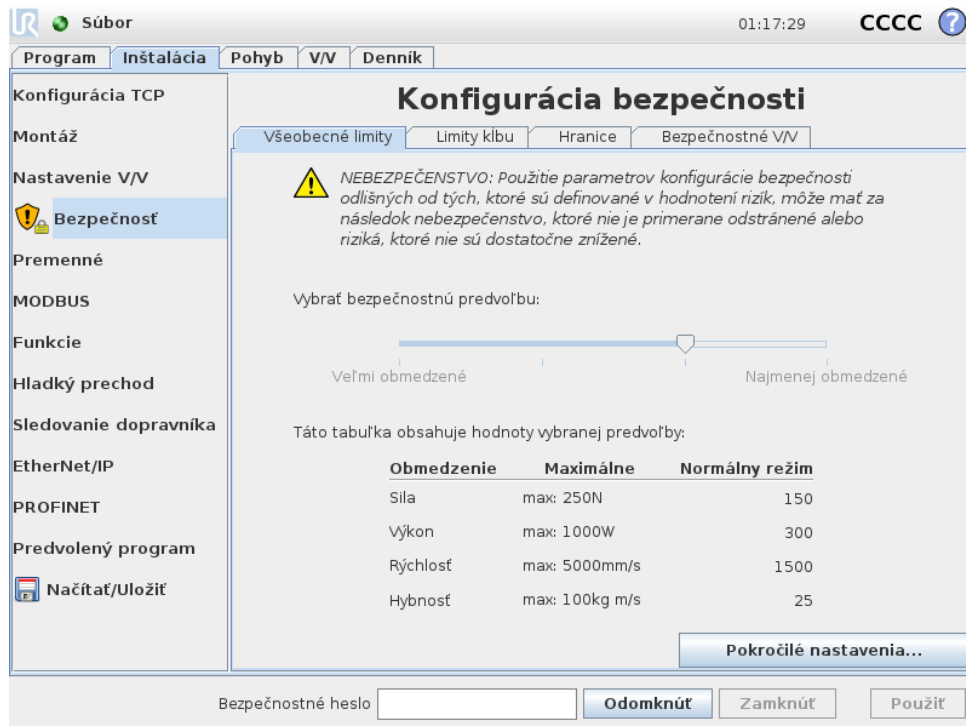 UR Súbor 01:17:29 CCCC ?
Program Inštalácia Pohyb V/V Denník
Konfigurácia TCP
Montáž
Nastavenie V/V
Bezpečnosť
Premenné
MODBUS
Funkcie
Hladký prechod
Sledovanie dopravníka
EtherNet/IP
PROFINET
Predvolený program
Načítať/Uložiť
Konfigurácia bezpečnosti
Všeobecné limity Limity kĺbu Hranice Bezpečnostné V/V
NEBEZPEČENSTVO: Použitie parametrov konfigurácie bezpečnosti
odlišných od tých, ktoré sú definované v hodnotení rizík, môže mať za
následok nebezpečenstvo, ktoré nie je primerane odstránené alebo
riziká, ktoré nie sú dostatočne znížené.
Vybrať bezpečnostnú predvoľbu:
Veľmi obmedzené Najmenej obmedzené
Táto tabuľka obsahuje hodnoty vybranej predvoľby:
Obmedzenie Maximálne Normálny režim
Sila max: 250N 150
Výkon max: 1000W 300
Rýchlosť max: 5000mm/s 1500
Hybnosť max: 100kg m/s 25
Pokročilé nastavenia...
Bezpečnostné heslo Odomknúť Zamknúť Použiť